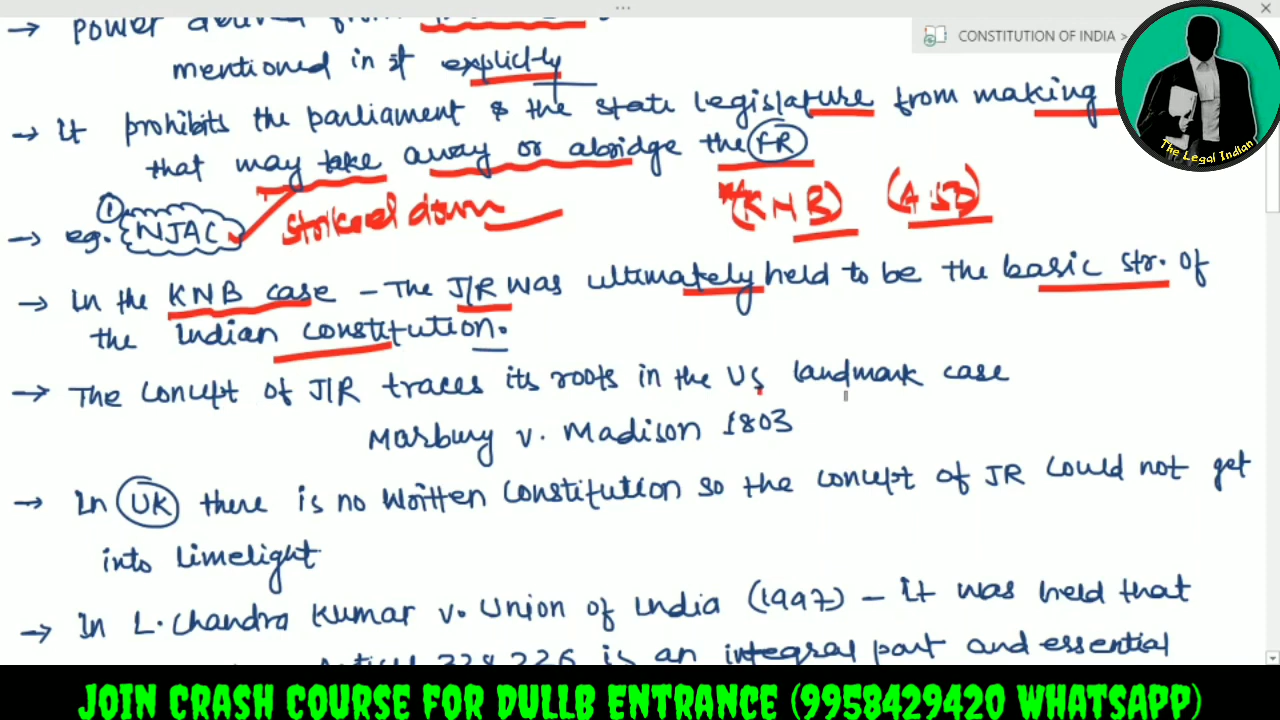 → power derived from
mentioned in it explicitly
CONSTITUTION OF INDIA >
→ It prohibits the parliament & the state legislature from making
that may take away or abridge the FR
The Legal Indian
(KNB) (ASD)
① 
→ eg. NJAC strikeed down
→ In the KNB case – The J/R was ultimately held to be the basic str. of
the Indian constitution.
→ The concept of J/R traces its roots in the US landmark case
Marbury v. Madison 1803
→ In UK there is no written constitution so the concept of JR could not get
into limelight
→ In L. Chandra Kumar v. Union of India (1997) – it was held that
226 is an integral part and essential
JOIN CRASH COURSE FOR DULLB ENTRANCE (9958429420 WHATSAPP)